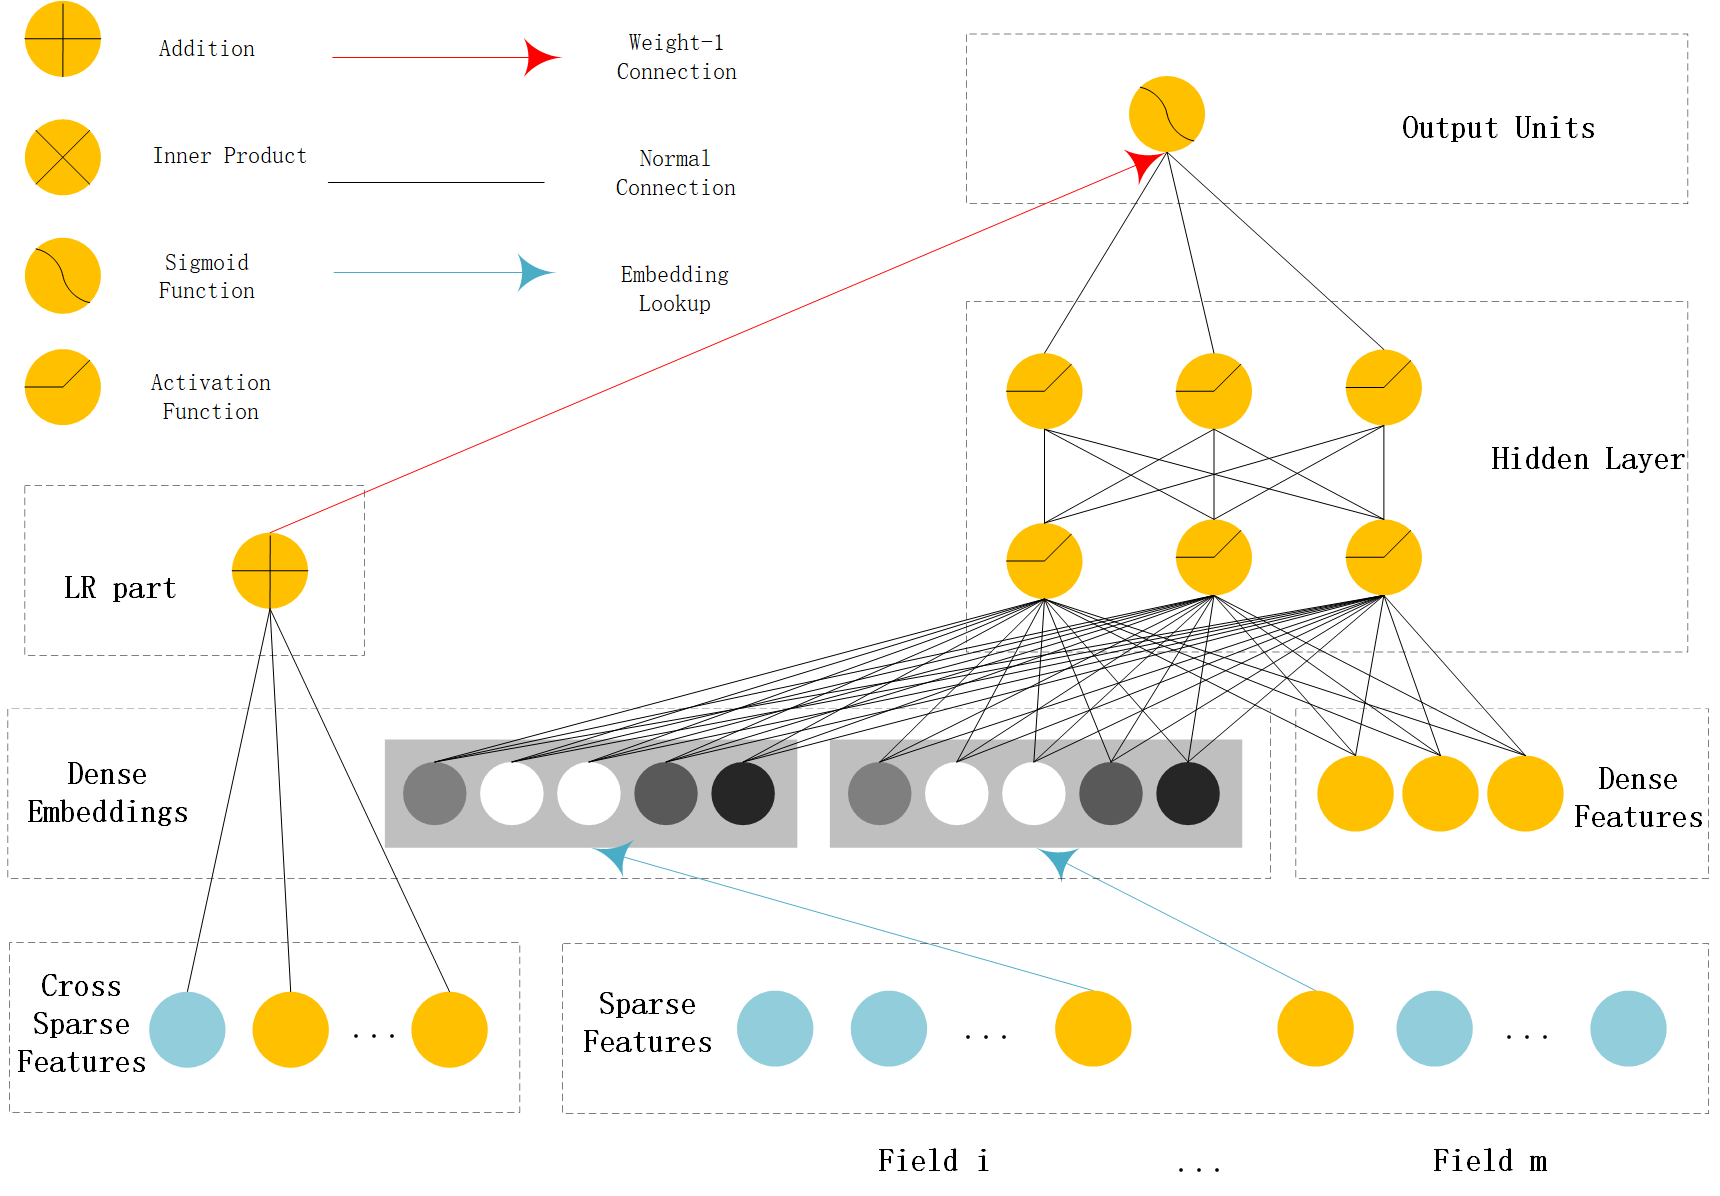 Addition
Weight-1
Connection
Inner Product
Normal
Connection
Sigmoid
Function
Embedding
Lookup
Activation
Function
Output Units
Hidden Layer
LR part
Dense
Embeddings
Dense
Features
Cross
Sparse
Features
...
Sparse
Features
...
...
Field i
...
Field m